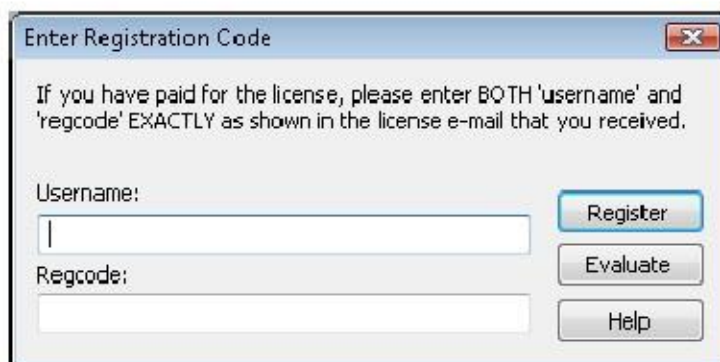 Enter Registration Code
If you have paid for the license, please enter BOTH 'username' and
'regcode' EXACTLY as shown in the license e-mail that you received.
Username:
Register
Evaluate
Regcode:
Help